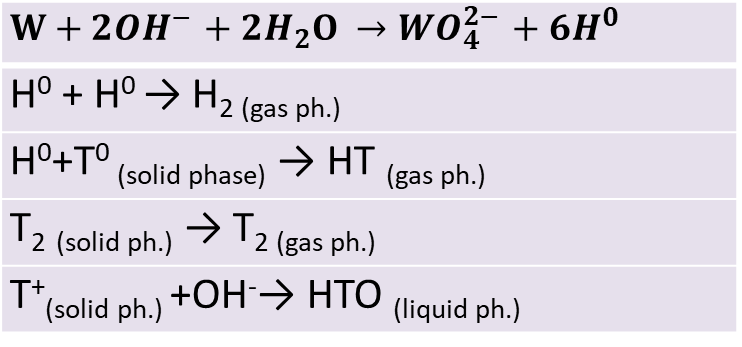 W + 2OH⁻ + 2H₂O → WO₄²⁻ + 6H⁰
H⁰ + H⁰ → H₂ (gas ph.)
H⁰+T⁰ (solid phase) → HT (gas ph.)
T₂ (solid ph.) → T₂ (gas ph.)
T⁺(solid ph.) +OH⁻→ HTO (liquid ph.)